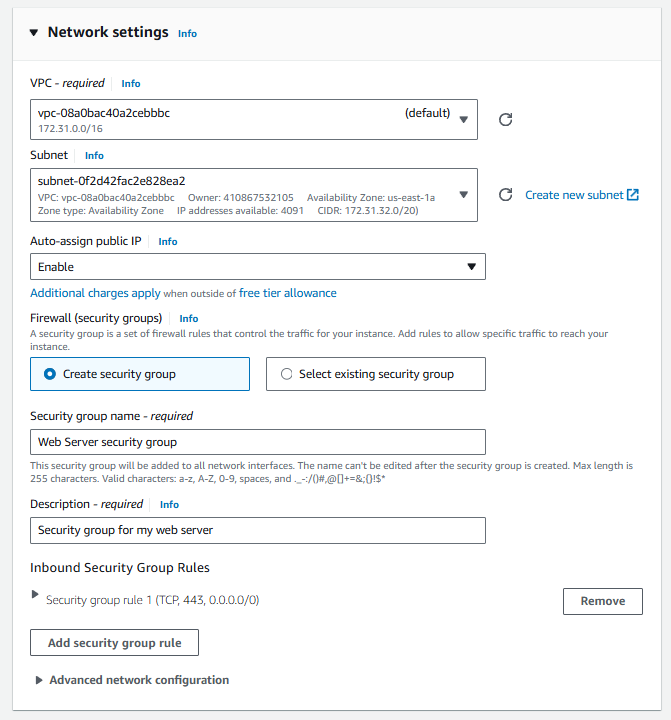 Network settings Info
VPC - required Info
vpc-08a0bac40a2cebbbc (default)
172.31.0.0/16
Subnet Info
subnet-0f2d42fac2e828ea2
VPC: vpc-08a0bac40a2cebbbc Owner: 410867532105 Availability Zone: us-east-1a
Zone type: Availability Zone IP addresses available: 4091 CIDR: 172.31.32.0/20)
Create new subnet
Auto-assign public IP Info
Enable
Additional charges apply when outside of free tier allowance
Firewall (security groups) Info
A security group is a set of firewall rules that control the traffic for your instance. Add rules to allow specific traffic to reach your
instance.
Create security group Select existing security group
Security group name - required
Web Server security group
This security group will be added to all network interfaces. The name can't be edited after the security group is created. Max length is
255 characters. Valid characters: a-z, A-Z, 0-9, spaces, and ._-:/()#,@[]+=&;{}!$*
Description - required Info
Security group for my web server
Inbound Security Group Rules
Security group rule 1 (TCP, 443, 0.0.0.0/0)
Remove
Add security group rule
Advanced network configuration